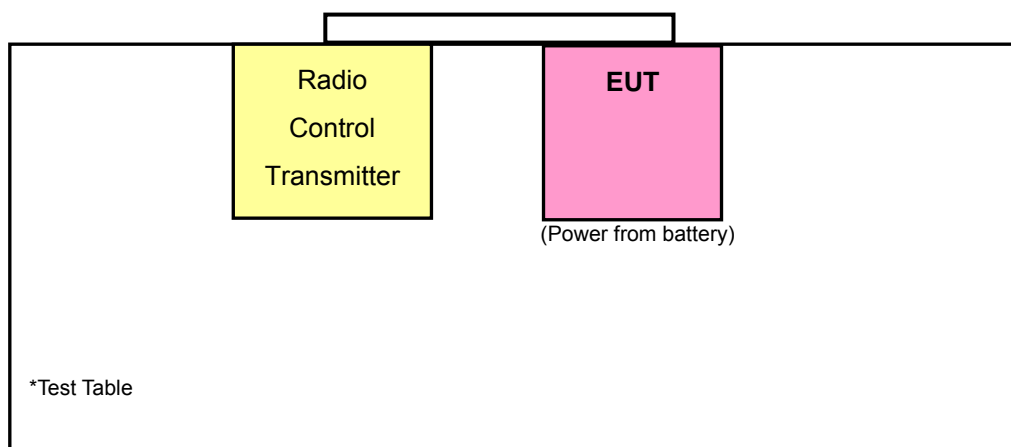 Radio
Control
Transmitter
EUT
(Power from battery)
*Test Table